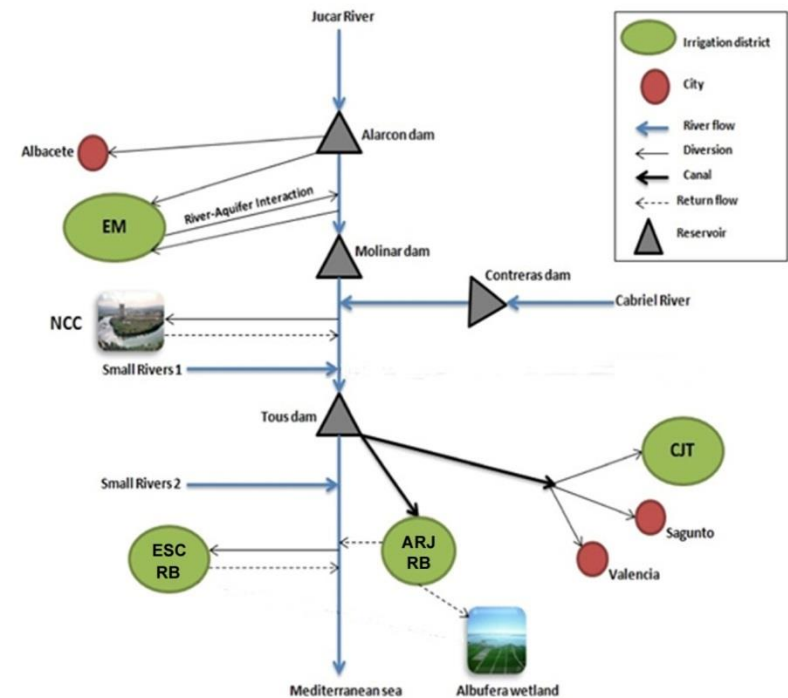 Jucar River
Irrigation district
City
Alarcon dam
River flow
Albacete
Diversion
Canal
River-Aquifer Interaction
Return flow
EM
Reservoir
Molinar dam
Contreras dam
Cabriel River
NCC
Small Rivers 1
Tous dam
CJT
Small Rivers 2
Sagunto
ESC
RB
ARJ
RB
Valencia
Mediterranean sea
Albufera wetland